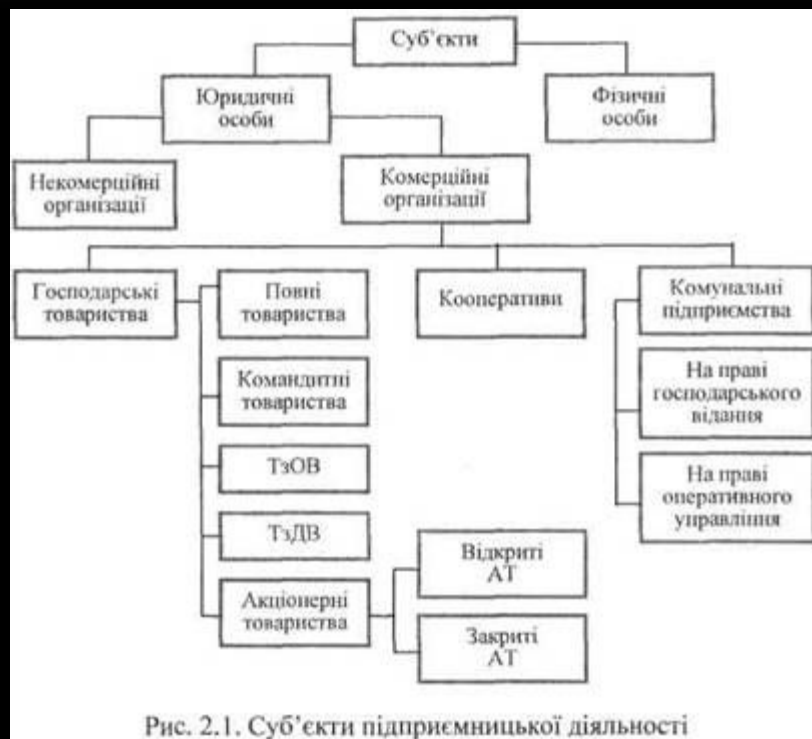 Суб’єкти
Юридичні
особи
Фізичні
особи
Некомерційні
організації
Комерційні
організації
Господарські
товариства
Повні
товариства
Кооперативи
Комунальні
підприємства
Командитні
товариства
На праві
господарського
відання
ТзОВ
На праві
оперативного
управління
ТзДВ
Відкриті
АТ
Акціонерні
товариства
Закриті
АТ
Рис. 2.1. Суб’єкти підприємницької діяльності